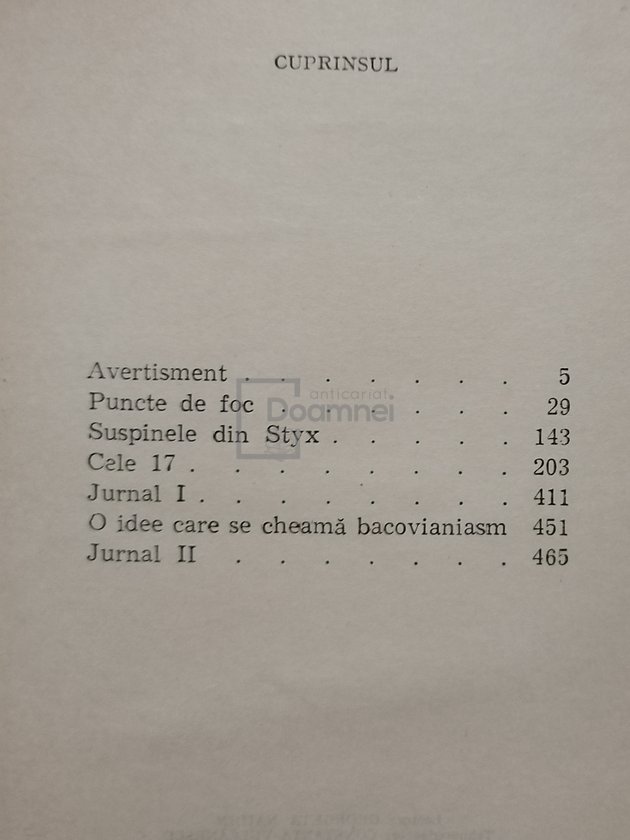 CUPRINSUL
Avertisment . . . . . . . 5
Puncte de foc . . . . . . 29
Suspinele din Styx . . . . . 143
Cele 17 . . . . . . . . 203
Jurnal I . . . . . . . . 411
O idee care se cheamă bacovianiasm 451
Jurnal II . . . . . . . 465
anticariat
Doamnei